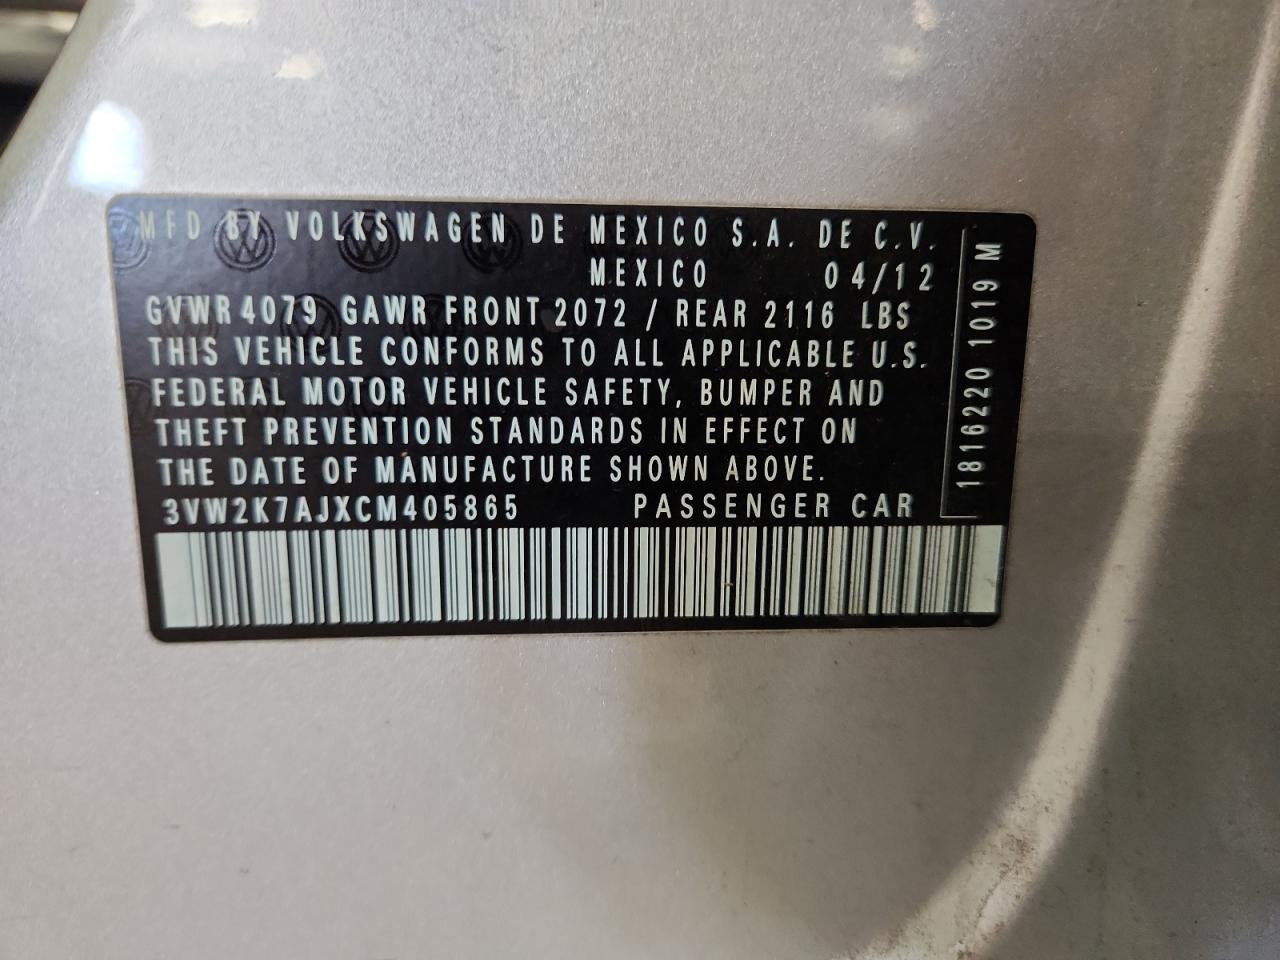 MFD BY VOLKSWAGEN DE MEXICO S.A. DE C.V.
MEXICO 04/12
GVWR 4079 GAWR FRONT 2072 / REAR 2116 LBS
THIS VEHICLE CONFORMS TO ALL APPLICABLE U.S.
FEDERAL MOTOR VEHICLE SAFETY, BUMPER AND
THEFT PREVENTION STANDARDS IN EFFECT ON
THE DATE OF MANUFACTURE SHOWN ABOVE.
3VW2K7AJXCM405865 PASSENGER CAR
1816220 1019 M